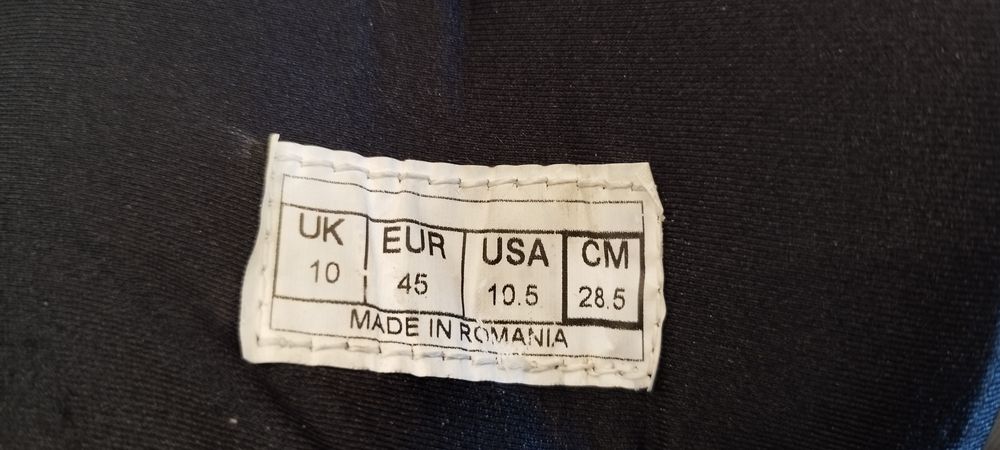 UK EUR USA CM
10 45 10.5 28.5
MADE IN ROMANIA